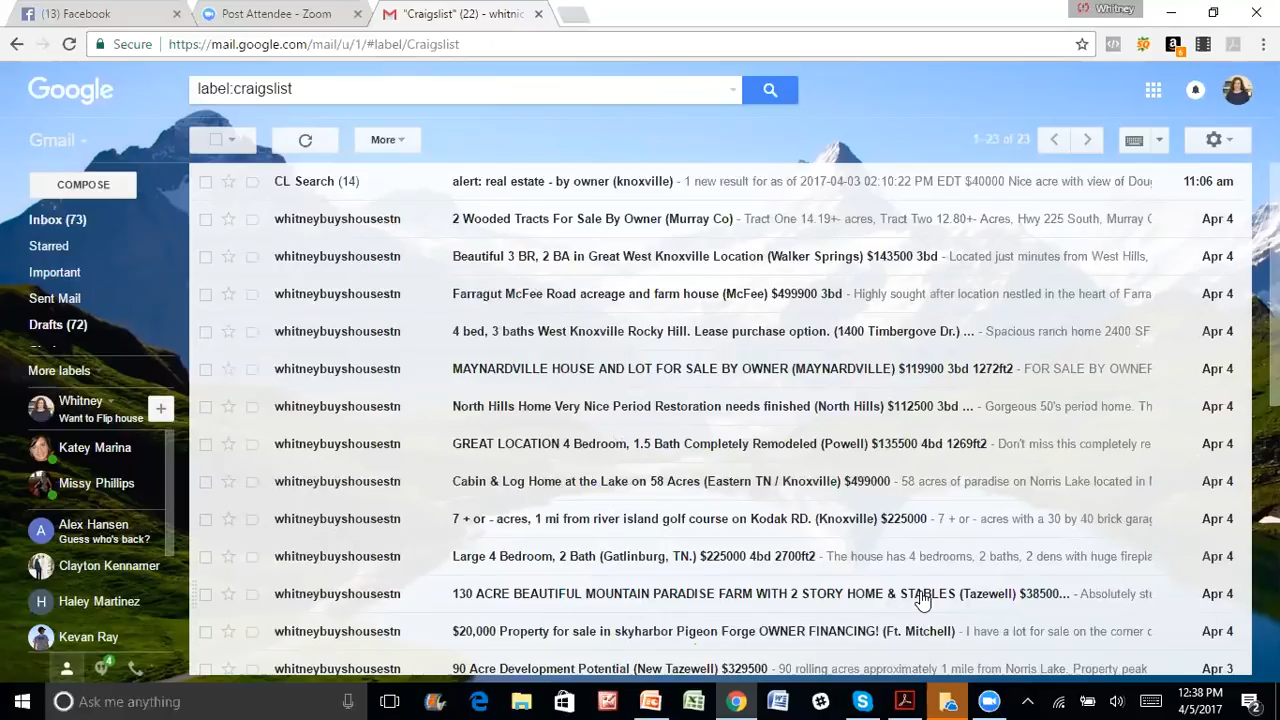 (13) Facebook
Post Attendee - Zoom
"Craigslist" (22) - whitnie
Whitney
Secure
https://mail.google.com/mail/u/1/#label/Craigslist
Google
label:craigslist
Gmail
More
1-23 of 23
COMPOSE
CL Search (14) alert: real estate - by owner (knoxville) - 1 new result for as of 2017-04-03 02:10:22 PM EDT $40000 Nice acre with view of Doug 11:06 am
Inbox (73)
whitneybuyshousestn 2 Wooded Tracts For Sale By Owner (Murray Co) - Tract One 14.19+- acres, Tract Two 12.80+- Acres, Hwy 225 South, Murray C Apr 4
Starred
whitneybuyshousestn Beautiful 3 BR, 2 BA in Great West Knoxville Location (Walker Springs) $143500 3bd - Located just minutes from West Hills, Apr 4
Important
whitneybuyshousestn Farragut McFee Road acreage and farm house (McFee) $499900 3bd - Highly sought after location nestled in the heart of Farra Apr 4
Sent Mail
Drafts (72)
whitneybuyshousestn 4 bed, 3 baths West Knoxville Rocky Hill. Lease purchase option. (1400 Timbergove Dr.) ... - Spacious ranch home 2400 SF Apr 4
More labels
whitneybuyshousestn MAYNARDVILLE HOUSE AND LOT FOR SALE BY OWNER (MAYNARDVILLE) $119900 3bd 1272ft2 - FOR SALE BY OWNER Apr 4
Whitney
Want to Flip house
whitneybuyshousestn North Hills Home Very Nice Period Restoration needs finished (North Hills) $112500 3bd ... - Gorgeous 50's period home. Th Apr 4
Katey Marina
whitneybuyshousestn GREAT LOCATION 4 Bedroom, 1.5 Bath Completely Remodeled (Powell) $135500 4bd 1269ft2 - Don't miss this completely re Apr 4
Missy Phillips
whitneybuyshousestn Cabin & Log Home at the Lake on 58 Acres (Eastern TN / Knoxville) $499000 - 58 acres of paradise on Norris Lake located in N Apr 4
A Alex Hansen
Guess who's back?
whitneybuyshousestn 7 + or - acres, 1 mi from river island golf course on Kodak RD. (Knoxville) $225000 - 7 + or - acres with a 30 by 40 brick garag Apr 4
Clayton Kennamer
whitneybuyshousestn Large 4 Bedroom, 2 Bath (Gatlinburg, TN.) $225000 4bd 2700ft2 - The house has 4 bedrooms, 2 baths, 2 dens with huge firepla Apr 4
H Haley Martinez
whitneybuyshousestn 130 ACRE BEAUTIFUL MOUNTAIN PARADISE FARM WITH 2 STORY HOME & STABLES (Tazewell) $38500... - Absolutely stu Apr 4
Kevan Ray
whitneybuyshousestn $20,000 Property for sale in skyharbor Pigeon Forge OWNER FINANCING! (Ft. Mitchell) - I have a lot for sale on the corner o Apr 4
4
whitneybuyshousestn 90 Acre Development Potential (New Tazewell) $329500 - 90 rolling acres approximately 1 mile from Norris Lake. Property peak Apr 3
Ask me anything
12:38 PM
4/5/2017
2